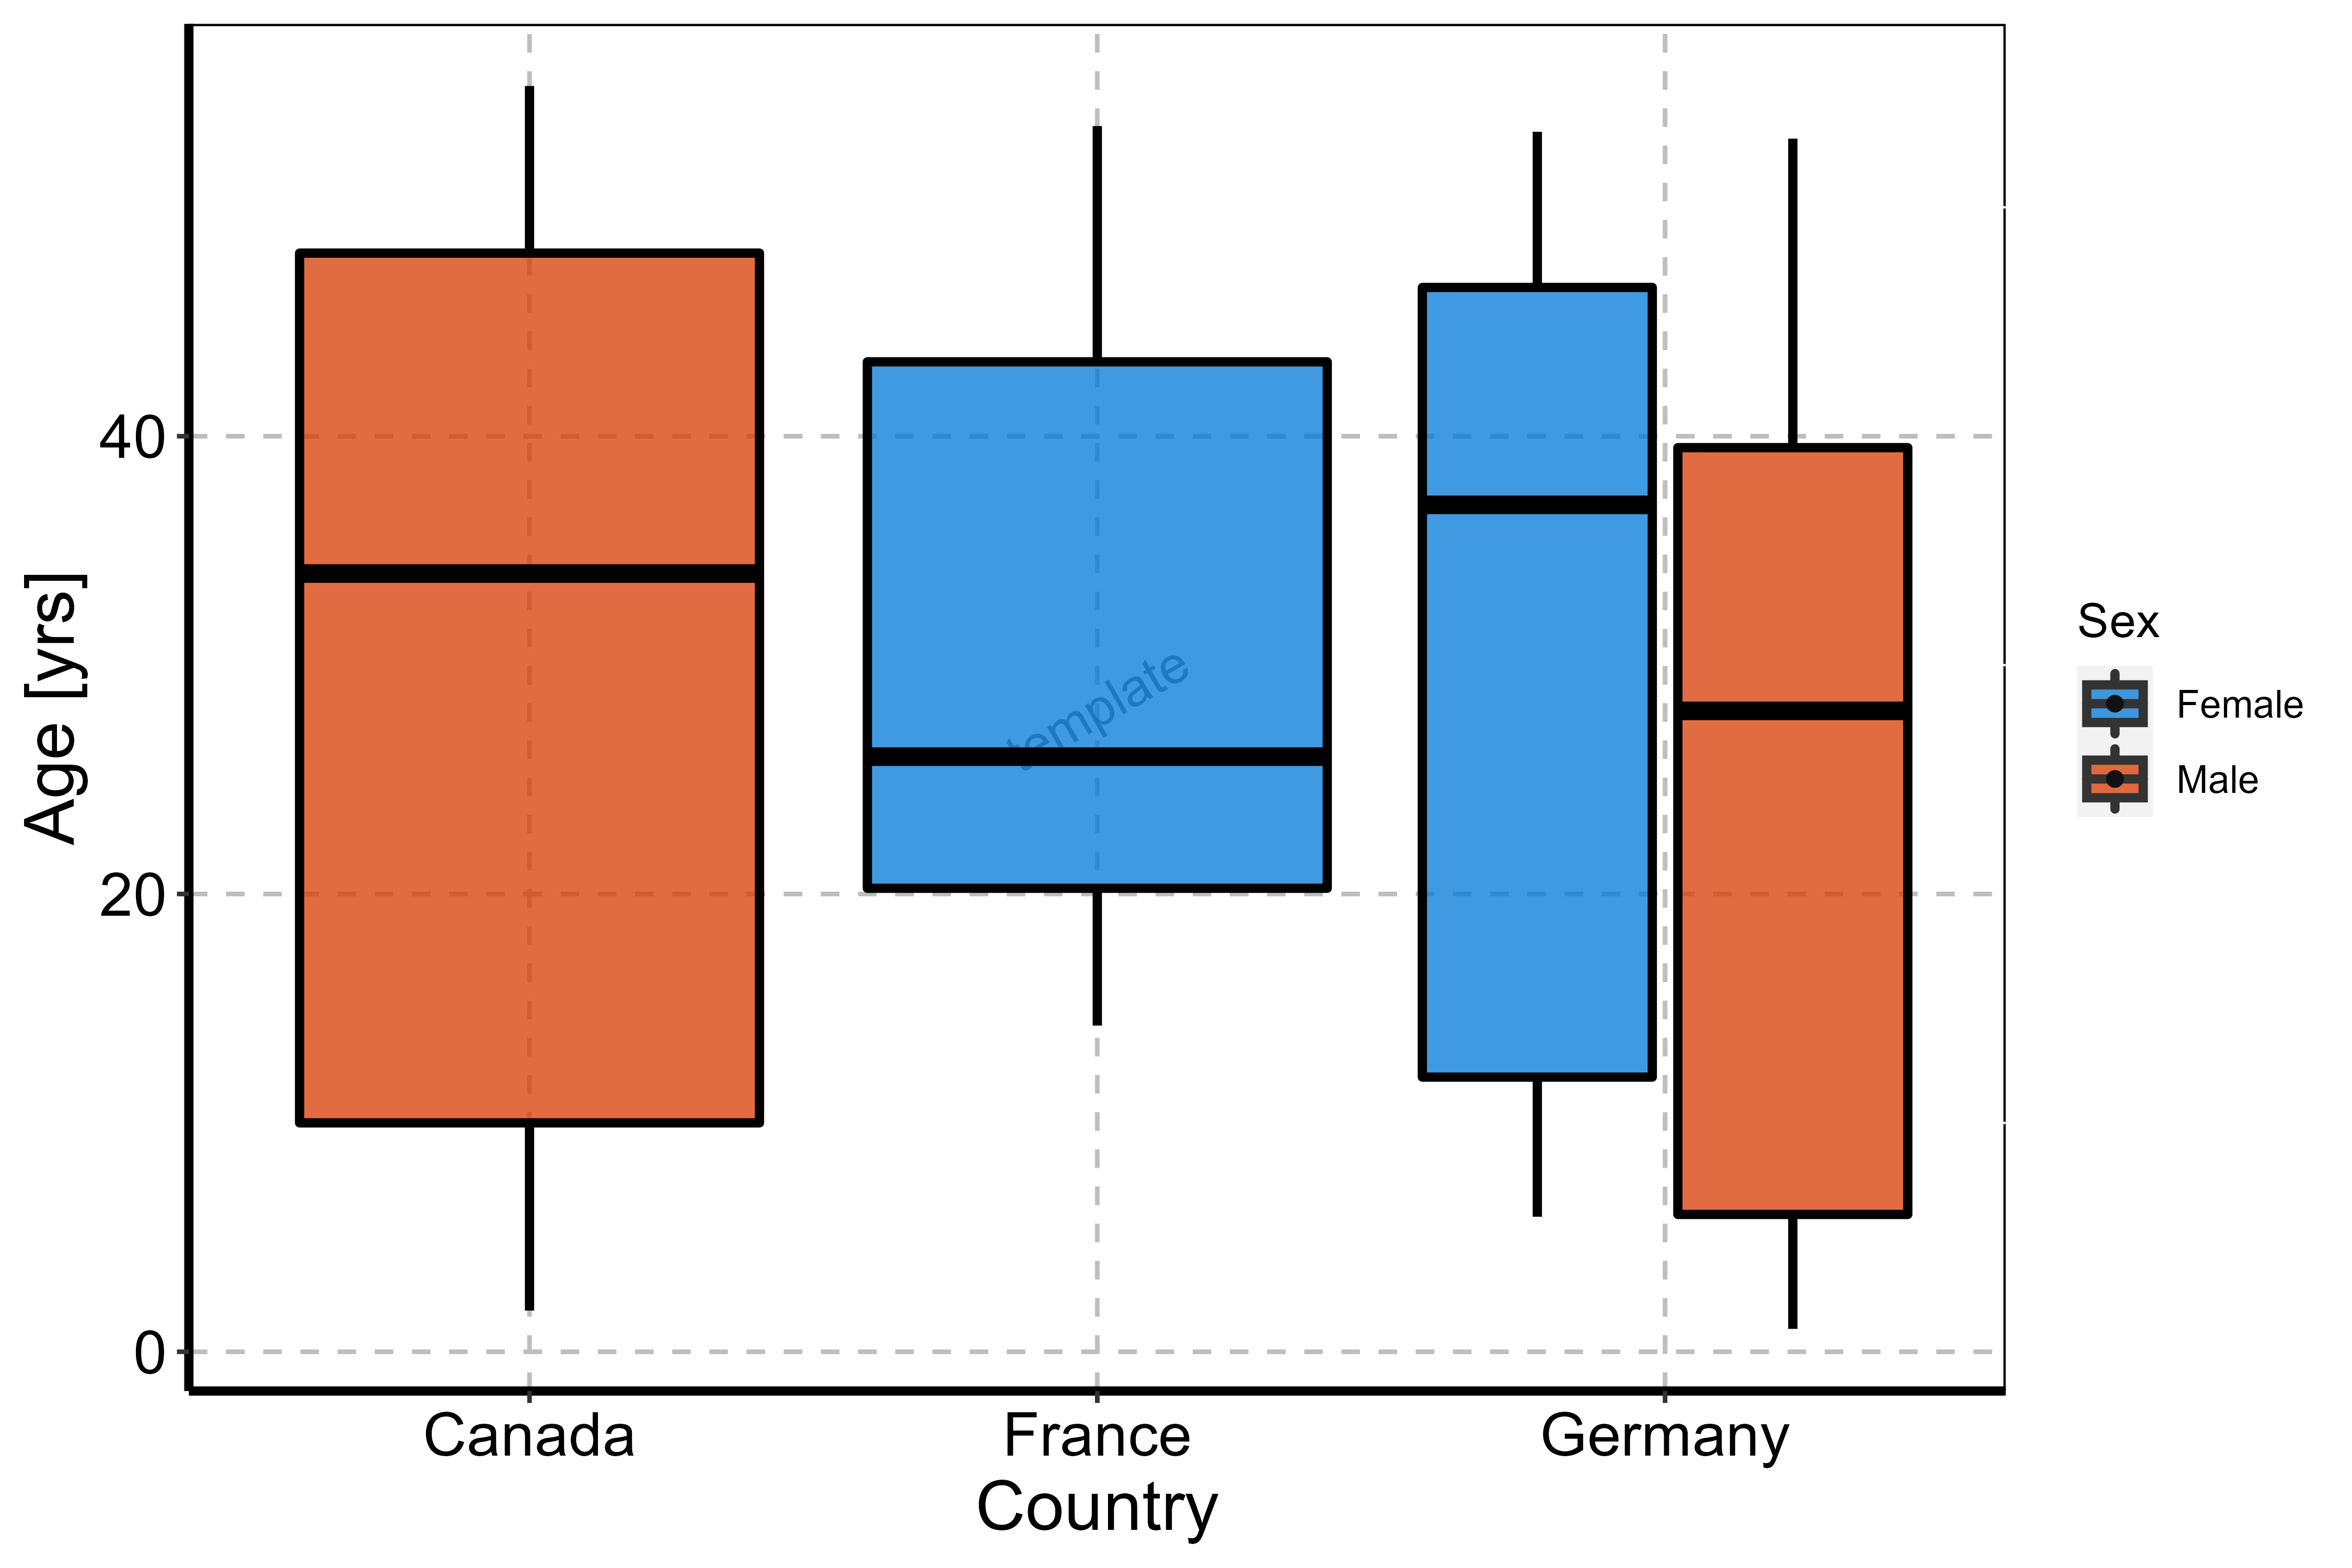 Age [yrs]
40
20
0
template
Canada
France
Germany
Country
Sex
Female
Male